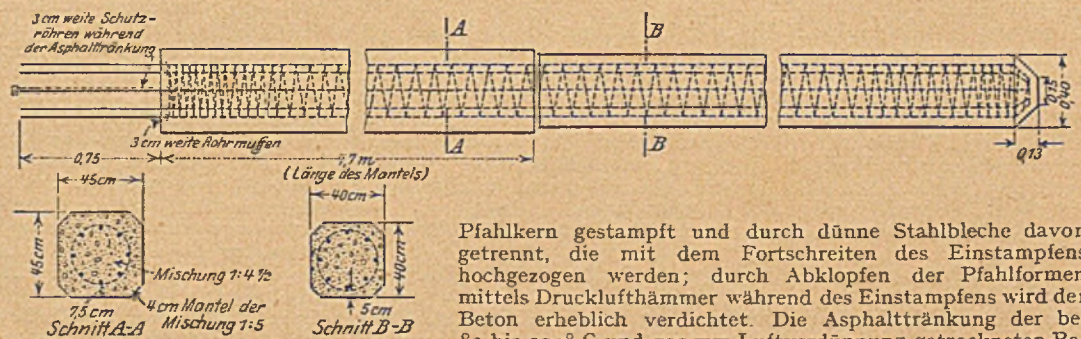 3 cm weite Schutz-
röhren während
der Asphalttränkung
A
B
0,15
0,40
3 cm weite Rohrmuffen
A
B
0,13
0,75
7 m
(Länge des Mantels)
45cm
40cm
45cm
40cm
Mischung 1:4 ½
7,5 cm
4 cm Mantel der
Mischung 1:5
5 cm
Schnitt A-A
Schnitt B-B
Pfahlkern gestampft und durch dünne Stahlbleche davon
getrennt, die mit dem Fortschreiten des Einstampfens
hochgezogen werden; durch Abklopfen der Pfahlformen
mittels Drucklufthämmer während des Einstampfens wird der
Beton erheblich verdichtet. Die Asphalttränkung der be